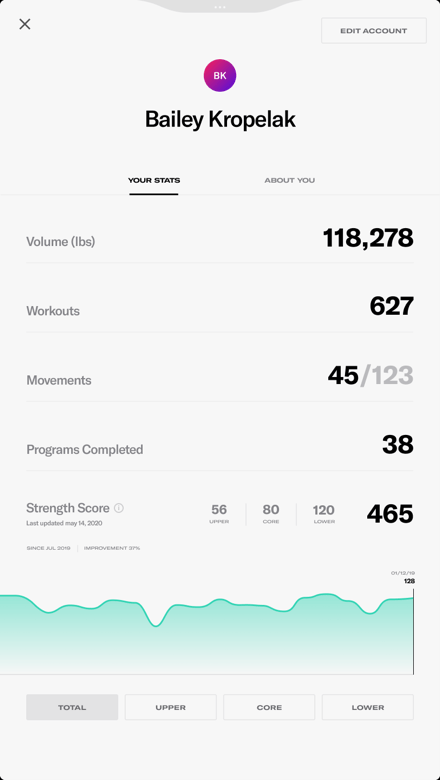 EDIT ACCOUNT
BK
Bailey Kropelak
YOUR STATS ABOUT YOU
Volume (lbs) 118,278
Workouts 627
Movements 45/123
Programs Completed 38
Strength Score 56 80 120 465
Last updated may 14, 2020 UPPER CORE LOWER
SINCE JUL 2019 IMPROVEMENT 37%
01/12/19
128
TOTAL UPPER CORE LOWER